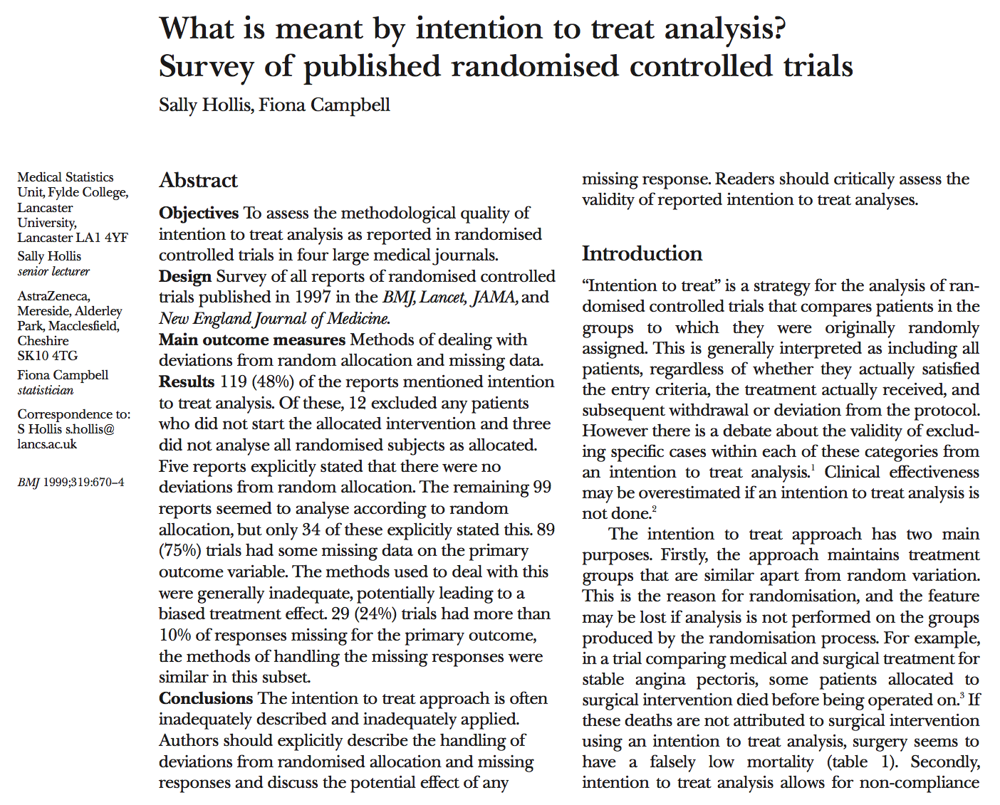 What is meant by intention to treat analysis?
Survey of published randomised controlled trials
Sally Hollis, Fiona Campbell
Medical Statistics
Unit, Fylde College,
Lancaster
University,
Lancaster LA1 4YF
Sally Hollis
senior lecturer
AstraZeneca,
Mereside, Alderley
Park, Macclesfield,
Cheshire
SK10 4TG
Fiona Campbell
statistician
Correspondence to:
S Hollis s.hollis@
lancs.ac.uk
BMJ 1999;319:670–4
Abstract
Objectives To assess the methodological quality of
intention to treat analysis as reported in randomised
controlled trials in four large medical journals.
Design Survey of all reports of randomised controlled
trials published in 1997 in the BMJ, Lancet, JAMA, and
New England Journal of Medicine.
Main outcome measures Methods of dealing with
deviations from random allocation and missing data.
Results 119 (48%) of the reports mentioned intention
to treat analysis. Of these, 12 excluded any patients
who did not start the allocated intervention and three
did not analyse all randomised subjects as allocated.
Five reports explicitly stated that there were no
deviations from random allocation. The remaining 99
reports seemed to analyse according to random
allocation, but only 34 of these explicitly stated this. 89
(75%) trials had some missing data on the primary
outcome variable. The methods used to deal with this
were generally inadequate, potentially leading to a
biased treatment effect. 29 (24%) trials had more than
10% of responses missing for the primary outcome,
the methods of handling the missing responses were
similar in this subset.
Conclusions The intention to treat approach is often
inadequately described and inadequately applied.
Authors should explicitly describe the handling of
deviations from randomised allocation and missing
responses and discuss the potential effect of any
missing response. Readers should critically assess the
validity of reported intention to treat analyses.
Introduction
“Intention to treat” is a strategy for the analysis of ran-
domised controlled trials that compares patients in the
groups to which they were originally randomly
assigned. This is generally interpreted as including all
patients, regardless of whether they actually satisfied
the entry criteria, the treatment actually received, and
subsequent withdrawal or deviation from the protocol.
However there is a debate about the validity of exclud-
ing specific cases within each of these categories from
an intention to treat analysis.¹ Clinical effectiveness
may be overestimated if an intention to treat analysis is
not done.²
The intention to treat approach has two main
purposes. Firstly, the approach maintains treatment
groups that are similar apart from random variation.
This is the reason for randomisation, and the feature
may be lost if analysis is not performed on the groups
produced by the randomisation process. For example,
in a trial comparing medical and surgical treatment for
stable angina pectoris, some patients allocated to
surgical intervention died before being operated on.³ If
these deaths are not attributed to surgical intervention
using an intention to treat analysis, surgery seems to
have a falsely low mortality (table 1). Secondly,
intention to treat analysis allows for non-compliance